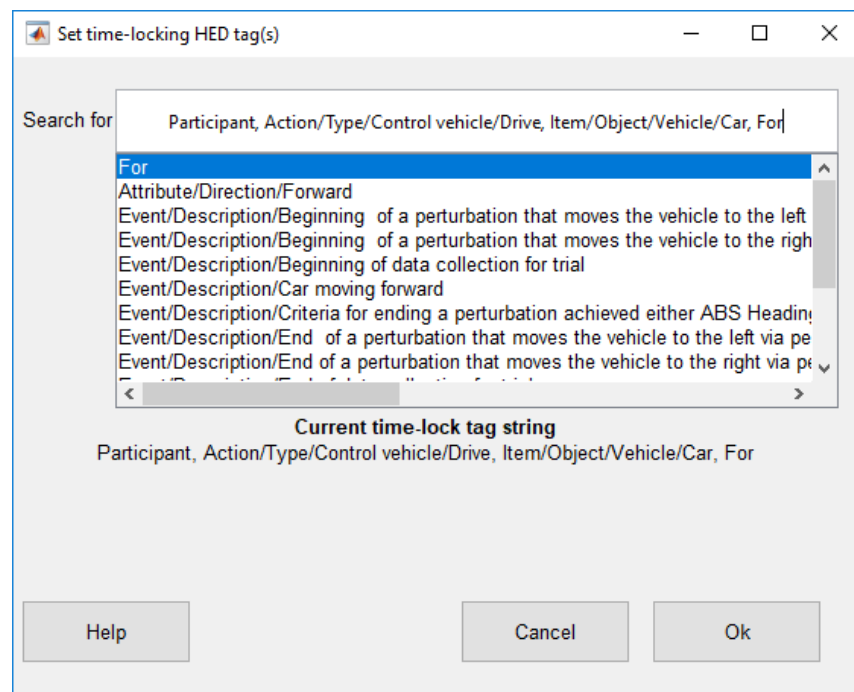 Set time-locking HED tag(s)
Search for
Participant, Action/Type/Control vehicle/Drive, Item/Object/Vehicle/Car, For
For
Attribute/Direction/Forward
Event/Description/Beginning  of a perturbation that moves the vehicle to the left
Event/Description/Beginning  of a perturbation that moves the vehicle to the righ
Event/Description/Beginning of data collection for trial
Event/Description/Car moving forward
Event/Description/Criteria for ending a perturbation achieved either ABS Heading
Event/Description/End  of a perturbation that moves the vehicle to the left via pe
Event/Description/End of a perturbation that moves the vehicle to the right via pe
Current time-lock tag string
Participant, Action/Type/Control vehicle/Drive, Item/Object/Vehicle/Car, For
Help
Cancel
Ok